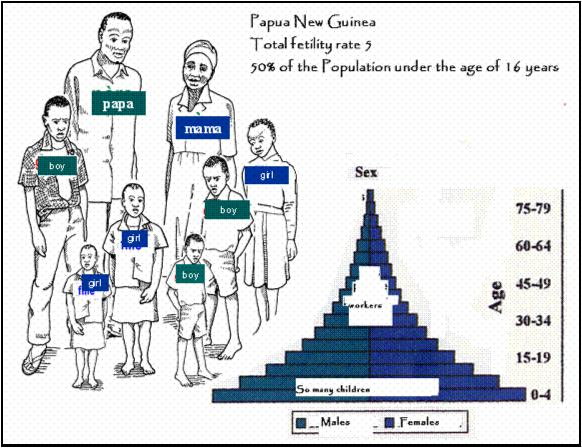 Papua New Guinea
Total fetility rate 5
50% of the Population under the age of 16 years
papa
mama
boy
girl
boy
girl
boy
girl
Sex
75-79
60-64
45-49
30-34
15-19
0-4
Age
workers
So many children
Males
Females